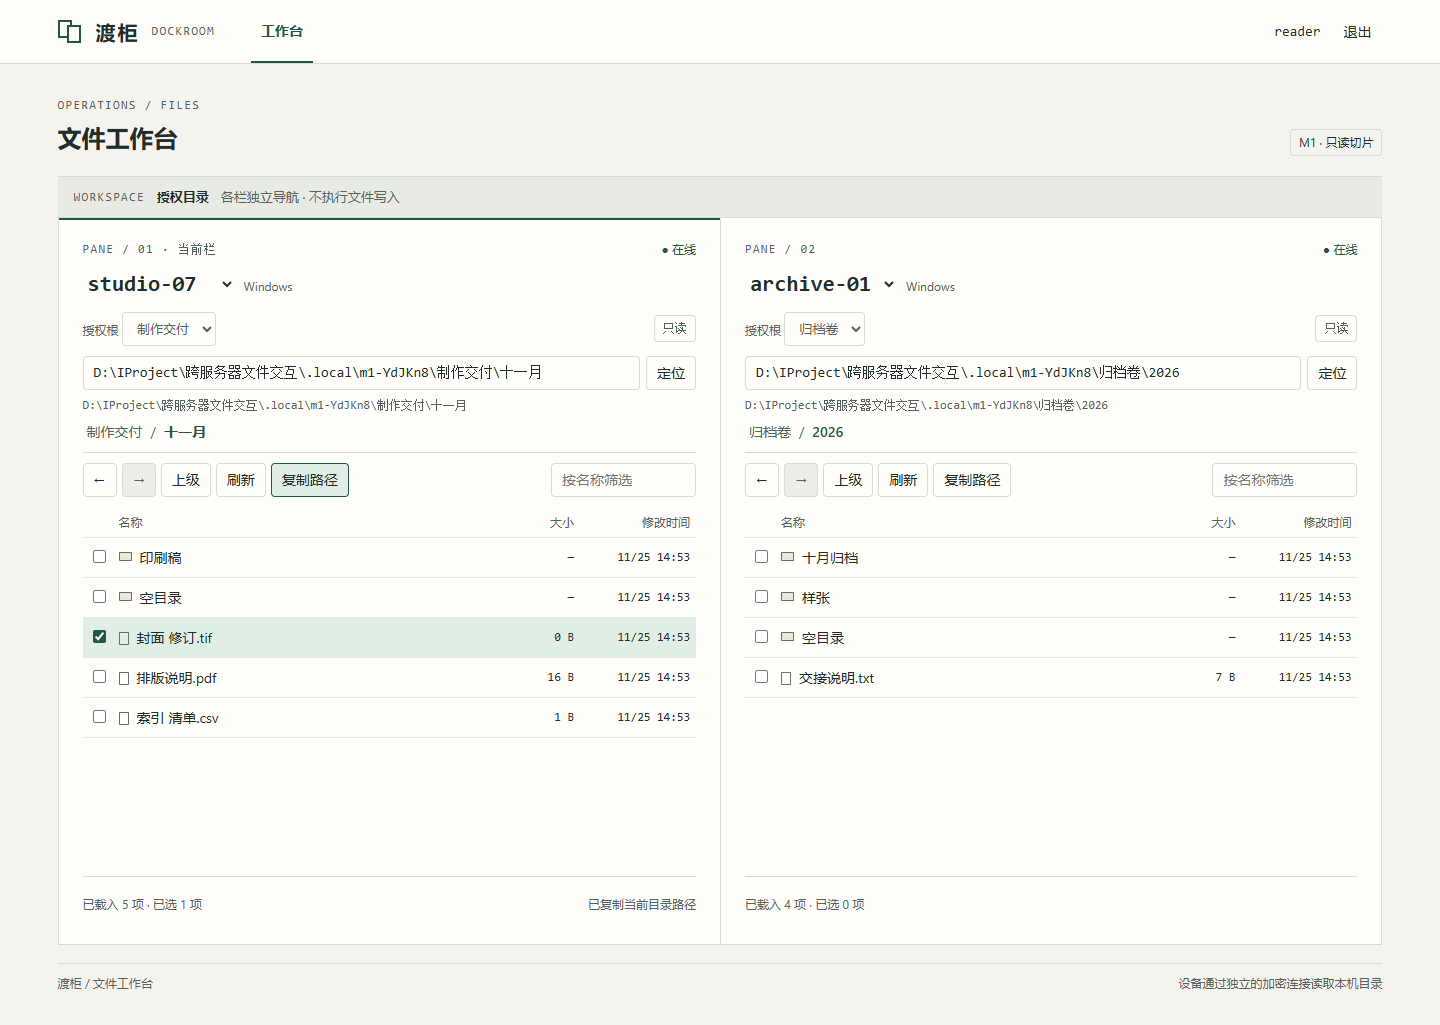 渡柜 DOCKROOM 工作台 reader 退出
OPERATIONS / FILES
文件工作台
M1 · 只读切片
WORKSPACE 授权目录 各栏独立导航 · 不执行文件写入
PANE / 01 · 当前栏 在线
studio-07 Windows
授权根 制作交付 只读
D:\IProject\跨服务器文件交互\.local\m1-YdJKn8\制作交付\十一月 定位
D:\IProject\跨服务器文件交互\.local\m1-YdJKn8\制作交付\十一月
制作交付 / 十一月
← → 上级 刷新 复制路径 按名称筛选
名称 大小 修改时间
印刷稿 — 11/25 14:53
空目录 — 11/25 14:53
封面 修订.tif 0 B 11/25 14:53
排版说明.pdf 16 B 11/25 14:53
索引 清单.csv 1 B 11/25 14:53
已载入 5 项 · 已选 1 项 已复制当前目录路径
PANE / 02 在线
archive-01 Windows
授权根 归档卷 只读
D:\IProject\跨服务器文件交互\.local\m1-YdJKn8\归档卷\2026 定位
D:\IProject\跨服务器文件交互\.local\m1-YdJKn8\归档卷\2026
归档卷 / 2026
← → 上级 刷新 复制路径 按名称筛选
名称 大小 修改时间
十月归档 — 11/25 14:53
样张 — 11/25 14:53
空目录 — 11/25 14:53
交接说明.txt 7 B 11/25 14:53
已载入 4 项 · 已选 0 项
渡柜 / 文件工作台 设备通过独立的加密连接读取本机目录